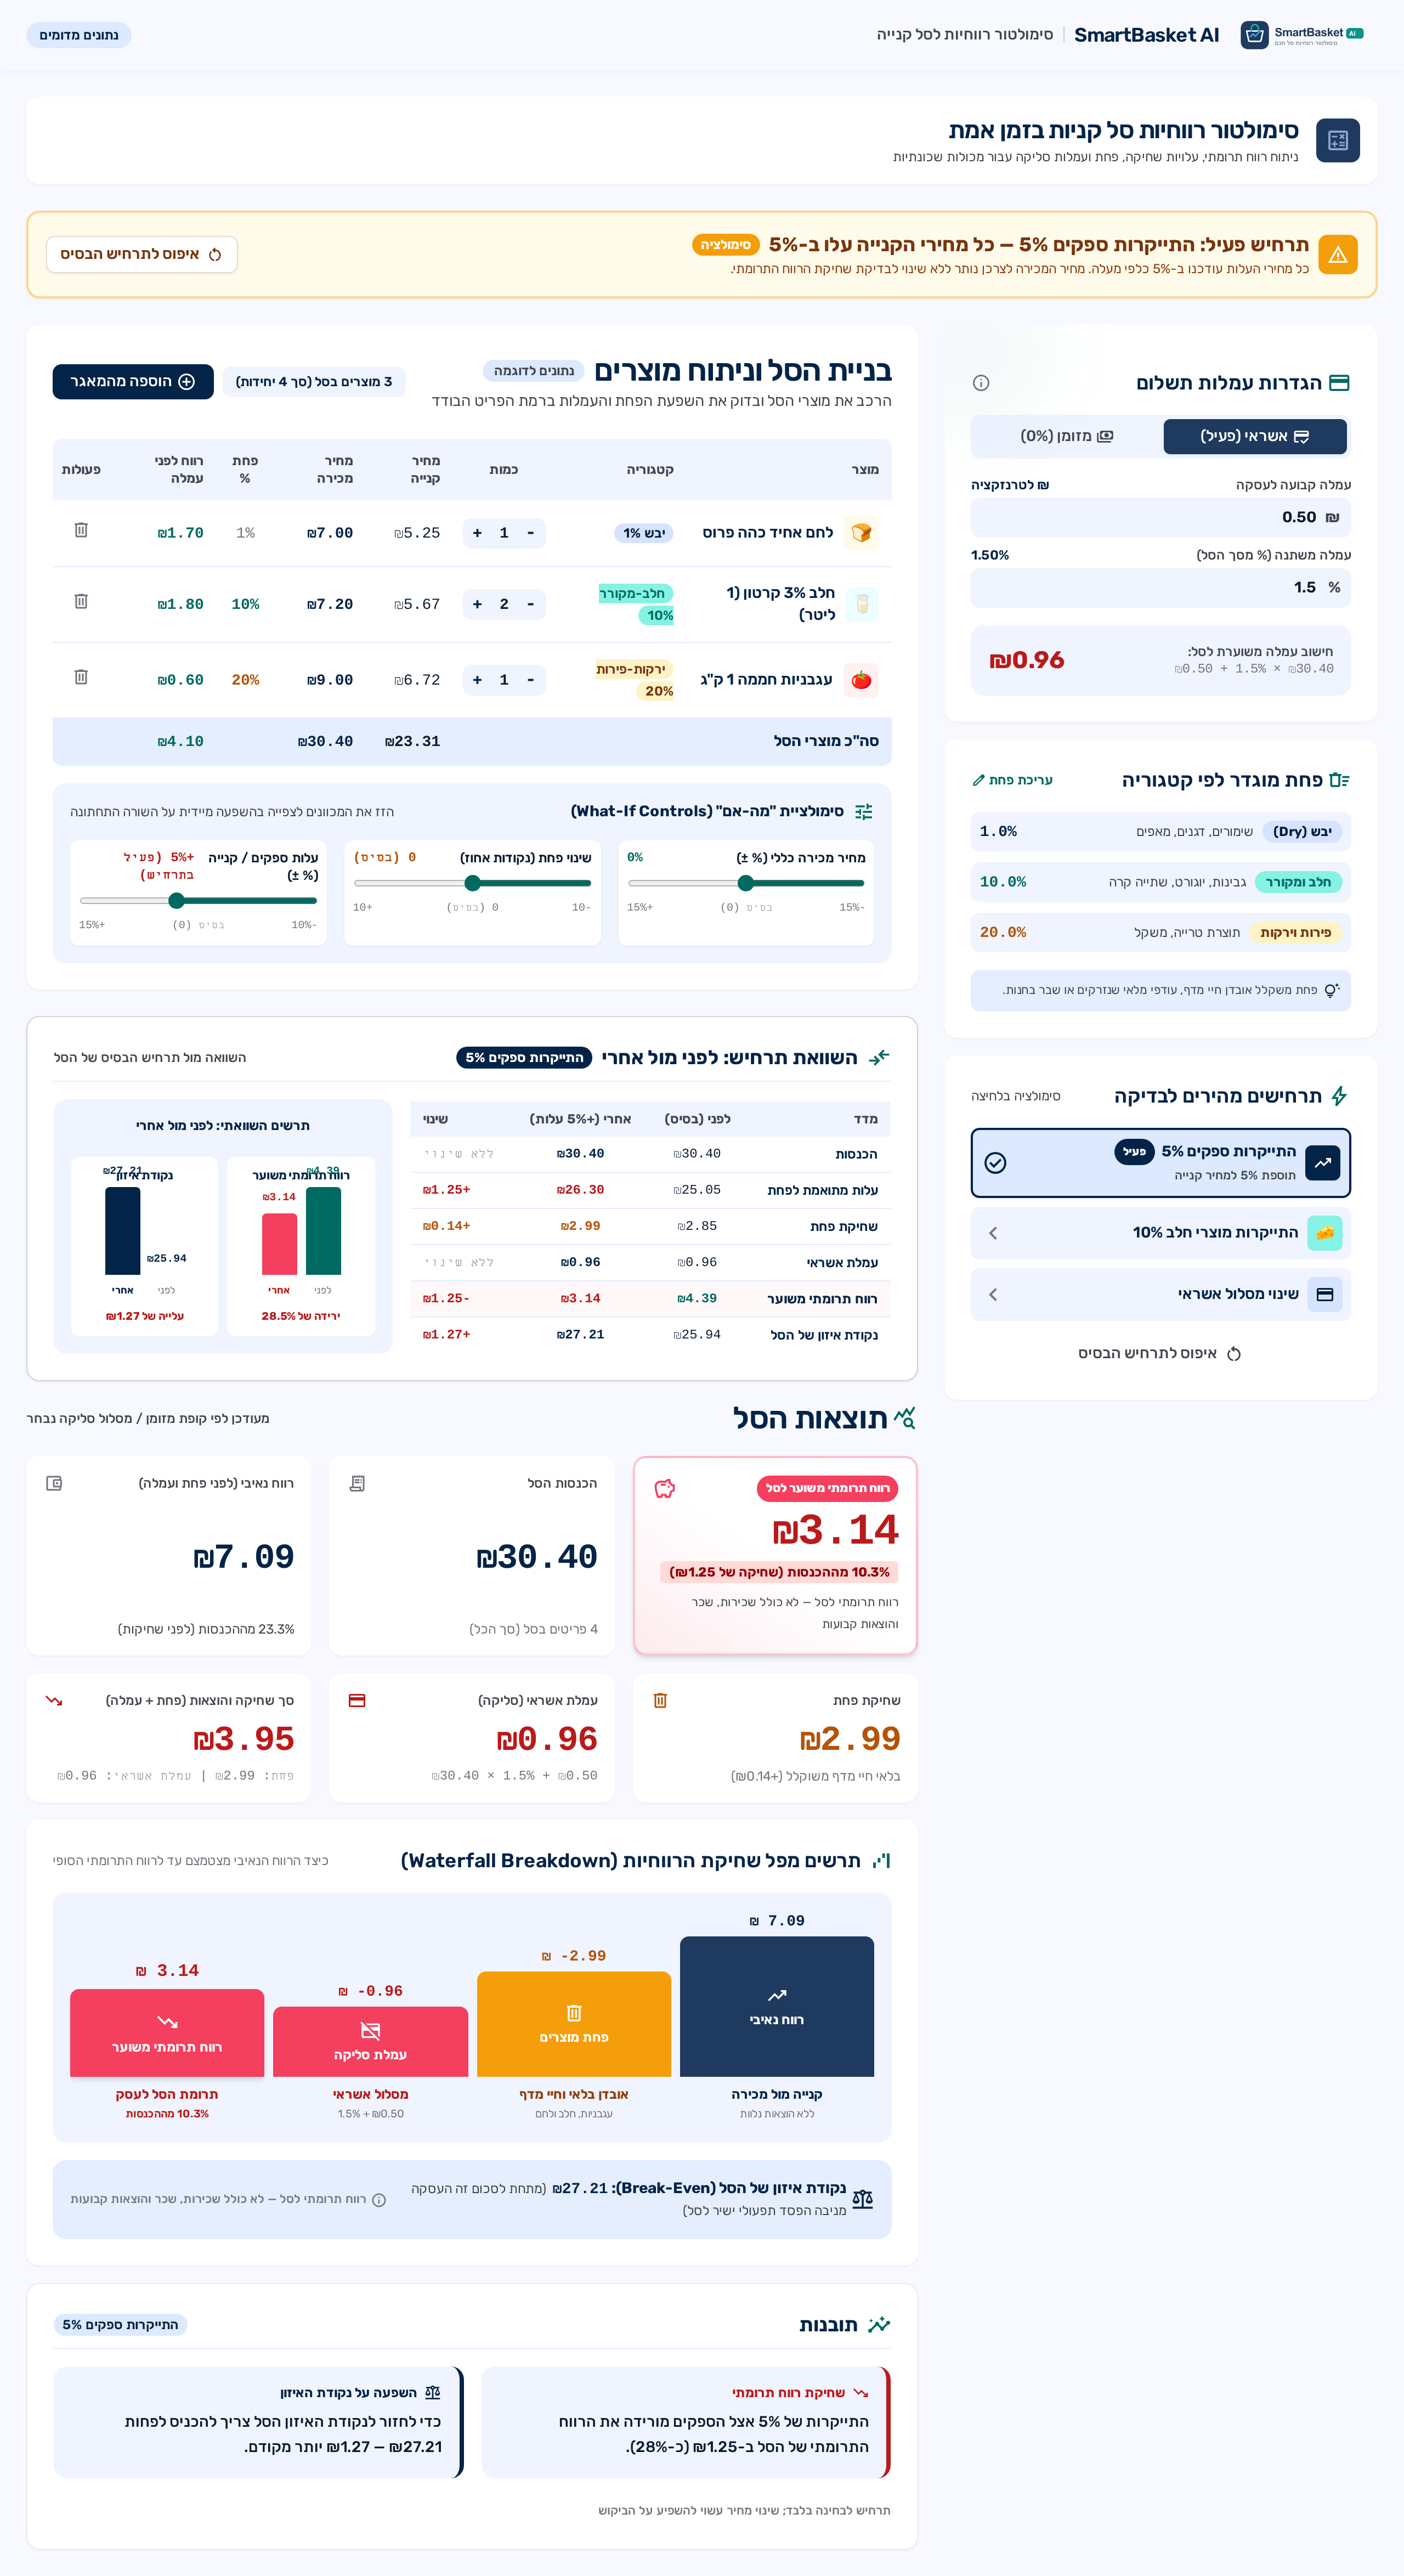 SmartBasket AI
סימולטור רווחיות סל חכם
SmartBasket AI | סימולטור רווחיות לסל קנייה
נתונים מדומים
סימולטור רווחיות סל קניות בזמן אמת
ניתוח רווח תרומתי, עלויות שחיקה, פחת ועמלות סליקה עבור מכולות שכונתיות
תרחיש פעיל: התייקרות ספקים 5% — כל מחירי הקנייה עלו ב-5% סימולציה
כל מחירי העלות עודכנו ב-5% כלפי מעלה. מחיר המכירה לצרכן נותר ללא שינוי לבדיקת שחיקת הרווח התרומתי.
איפוס לתרחיש הבסיס
הגדרות עמלות תשלום
אשראי (פעיל)
מזומן (0%)
עמלה קבועה לעסקה
₪ לטרנזקציה
₪ 0.50
עמלה משתנה (% מסך הסל)
1.50%
% 1.5
חישוב עמלה משוערת לסל:
₪0.50 + 1.5% × ₪30.40
₪0.96
פחת מוגדר לפי קטגוריה
עריכת פחת
יבש (Dry) שימורים, דגנים, מאפים 1.0%
חלב ומקורר גבינות, יוגורט, שתייה קרה 10.0%
פירות וירקות תוצרת טרייה, משקל 20.0%
פחת משקלל אובדן חיי מדף, עודפי מלאי שנזרקים או שבר בחנות.
תרחישים מהירים לבדיקה
סימולציה בלחיצה
התייקרות ספקים 5% פעיל
תוספת 5% למחיר קנייה
התייקרות מוצרי חלב 10%
שינוי מסלול אשראי
איפוס לתרחיש הבסיס
בניית הסל וניתוח מוצרים נתונים לדוגמה
הרכב את מוצרי הסל ובדוק את השפעת הפחת והעמלות ברמת הפריט הבודד
3 מוצרים בסל (סך 4 יחידות)
הוספה מהמאגר
מוצר קטגוריה כמות מחיר קנייה מחיר מכירה פחת % רווח לפני עמלה פעולות
לחם אחיד כהה פרוס יבש 1% - 1 + ₪5.25 ₪7.00 1% ₪1.70
חלב 3% קרטון (1 ליטר) חלב-מקורר 10% - 2 + ₪5.67 ₪7.20 10% ₪1.80
עגבניות חממה 1 ק"ג ירקות-פירות 20% - 1 + ₪6.72 ₪9.00 20% ₪0.60
סה"כ מוצרי הסל ₪23.31 ₪30.40 ₪4.10
סימולציית "מה-אם" (What-If Controls)
הזז את המכוונים לצפייה בהשפעה מיידית על השורה התחתונה
מחיר מכירה כללי (% ±) 0%
-15% בסיס (0) +15%
שינוי פחת (נקודות אחוז) 0 (בסיס)
-10 0 (בסיס) +10
עלות ספקים / קנייה (% ±) +5% (פעיל בתרחיש)
-10% בסיס (0) +15%
השוואת תרחיש: לפני מול אחרי התייקרות ספקים 5%
השוואה מול תרחיש הבסיס של הסל
מדד לפני (בסיס) אחרי (+5% עלות) שינוי
הכנסות ₪30.40 ₪30.40 ללא שינוי
עלות מתואמת לפחת ₪25.05 ₪26.30 +₪1.25
שחיקת פחת ₪2.85 ₪2.99 +₪0.14
עמלת אשראי ₪0.96 ₪0.96 ללא שינוי
רווח תרומתי משוער ₪4.39 ₪3.14 -₪1.25
נקודת איזון של הסל ₪25.94 ₪27.21 +₪1.27
תרשים השוואתי: לפני מול אחרי
רווח תרומתי משוער
₪4.39
₪3.14
לפני אחרי
ירידה של 28.5%
נקודת איזון
₪27.21
₪25.94
לפני אחרי
עלייה של ₪1.27
תוצאות הסל
מעודכן לפי קופת מזומן / מסלול סליקה נבחר
רווח תרומתי משוער לסל
₪3.14
10.3% מההכנסות (שחיקה של ₪1.25)
רווח תרומתי לסל — לא כולל שכירות, שכר
והוצאות קבועות
הכנסות הסל
₪30.40
4 פריטים בסל (סך הכל)
רווח נאיבי (לפני פחת ועמלה)
₪7.09
23.3% מההכנסות (לפני שחיקות)
שחיקת פחת
₪2.99
בלאי חיי מדף משוקלל (+₪0.14)
עמלת אשראי (סליקה)
₪0.96
₪30.40 × 1.5% + ₪0.50
סך שחיקה והוצאות (פחת + עמלה)
₪3.95
פחת: ₪2.99 | עמלת אשראי: ₪0.96
תרשים מפל שחיקת הרווחיות (Waterfall Breakdown)
כיצד הרווח הנאיבי מצטמצם עד לרווח התרומתי הסופי
₪ 7.09
רווח נאיבי
קנייה מול מכירה
ללא הוצאות נלוות
₪ -2.99
פחת מוצרים
אובדן בלאי וחיי מדף
עגבניות, חלב ולחם
₪ -0.96
עמלת סליקה
מסלול אשראי
1.5% + ₪0.50
₪ 3.14
רווח תרומתי משוער
תרומת הסל לעסק
10.3% מההכנסות
נקודת איזון של הסל (Break-Even): ₪27.21 (מתחת לסכום זה העסקה
מניבה הפסד תפעולי ישיר לסל)
רווח תרומתי לסל — לא כולל שכירות, שכר והוצאות קבועות
תובנות
התייקרות ספקים 5%
שחיקת רווח תרומתי
התייקרות של 5% אצל הספקים מורידה את הרווח
התרומתי של הסל ב-₪1.25 (כ-28%).
השפעה על נקודת האיזון
כדי לחזור לנקודת האיזון הסל צריך להכניס לפחות
₪27.21 — ₪1.27 יותר מקודם.
תרחיש לבחינה בלבד; שינוי מחיר עשוי להשפיע על הביקוש